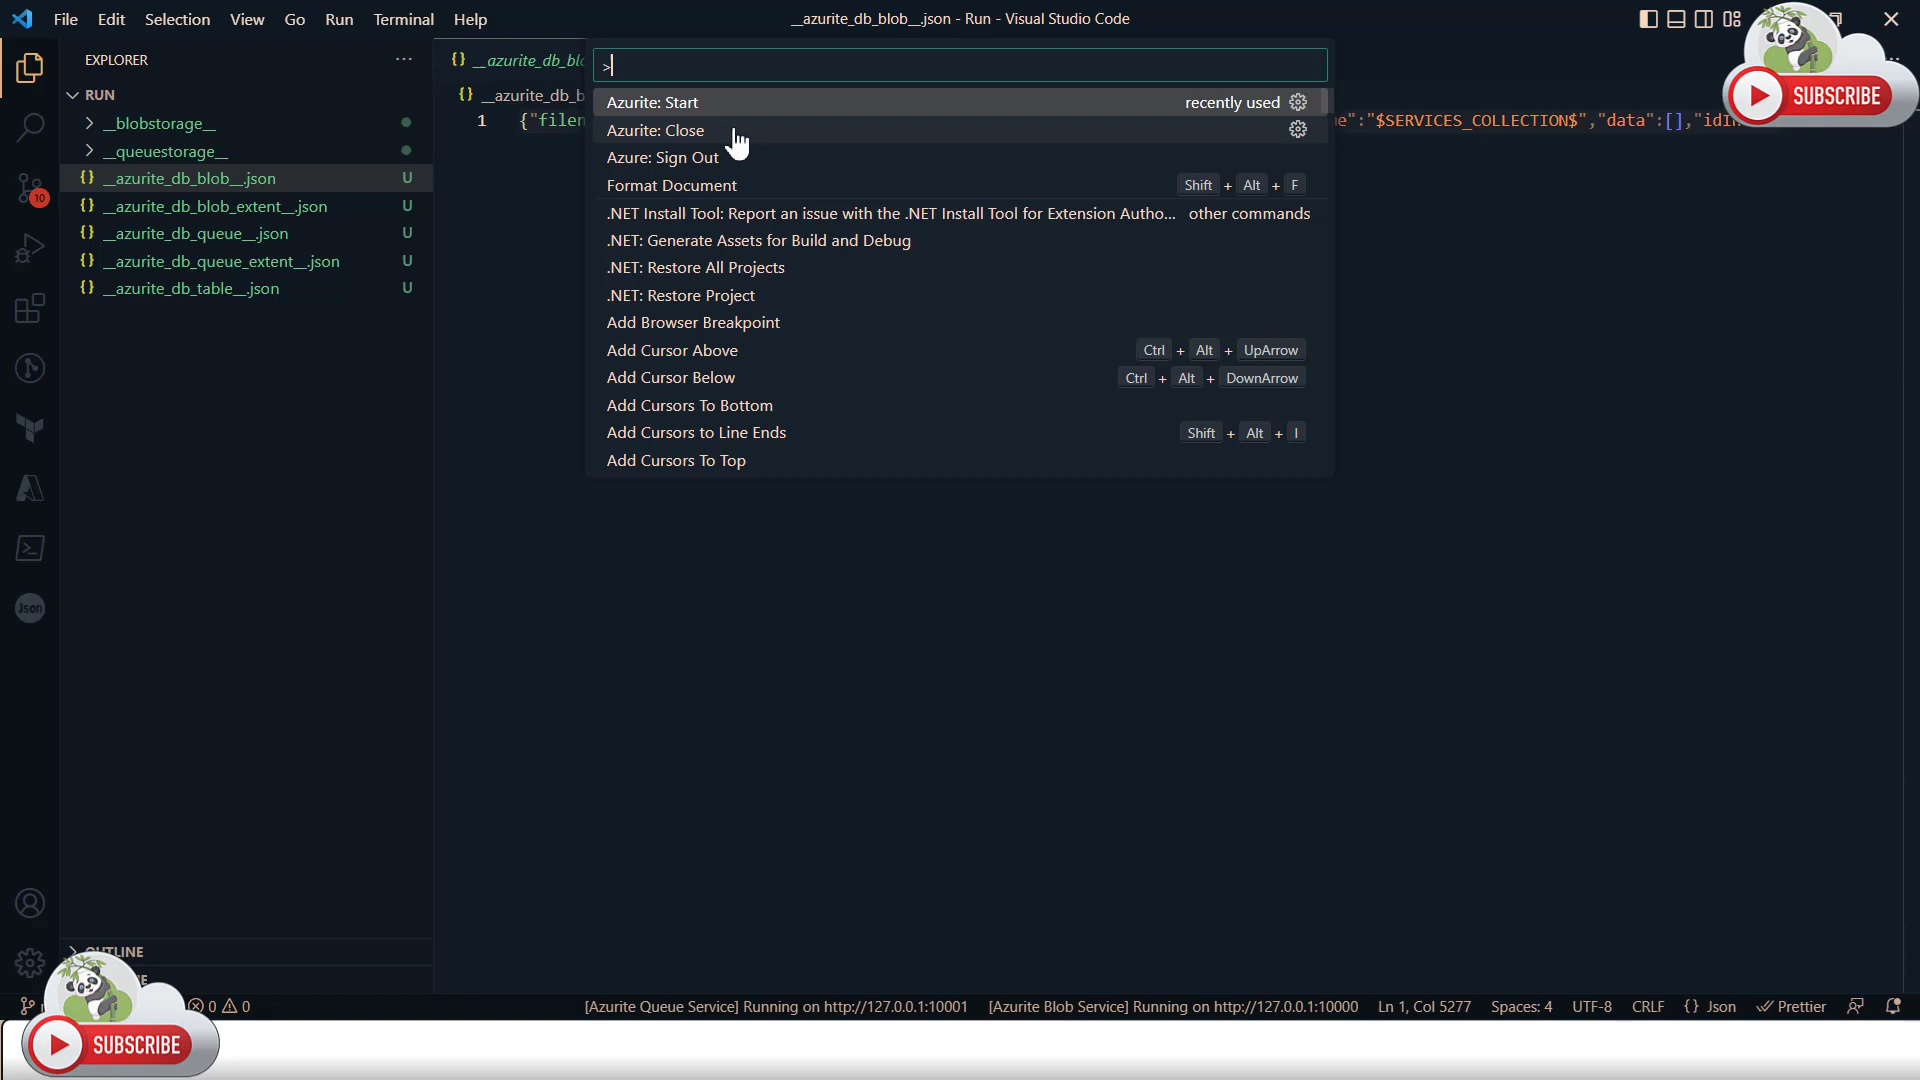 File Edit Selection View Go Run Terminal Help
__azurite_db_blob__.json - Run - Visual Studio Code
EXPLORER
RUN
__blobstorage__
__queuestorage__
__azurite_db_blob__.json U
__azurite_db_blob_extent__.json U
__azurite_db_queue__.json U
__azurite_db_queue_extent__.json U
__azurite_db_table__.json U
10
Json
__azurite_db_blo
__azurite_db_b
1 {"filen
e":"$SERVICES_COLLECTION$","data":[],"idIn
>
Azurite: Start recently used
Azurite: Close
Azure: Sign Out
Format Document Shift + Alt + F
.NET Install Tool: Report an issue with the .NET Install Tool for Extension Autho... other commands
.NET: Generate Assets for Build and Debug
.NET: Restore All Projects
.NET: Restore Project
Add Browser Breakpoint
Add Cursor Above Ctrl + Alt + UpArrow
Add Cursor Below Ctrl + Alt + DownArrow
Add Cursors To Bottom
Add Cursors to Line Ends Shift + Alt + I
Add Cursors To Top
SUBSCRIBE
OUTLINE
0 0
[Azurite Queue Service] Running on http://127.0.0.1:10001 [Azurite Blob Service] Running on http://127.0.0.1:10000 Ln 1, Col 5277 Spaces: 4 UTF-8 CRLF {} Json Prettier
SUBSCRIBE